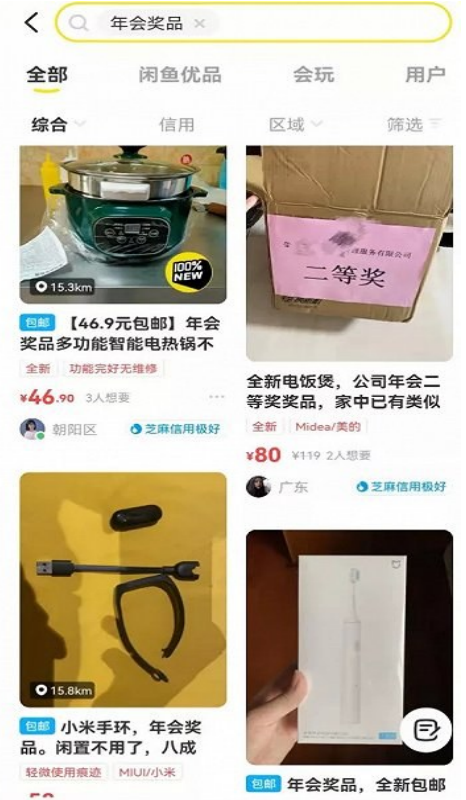 年会奖品
全部
闲鱼优品
会玩
用户
综合
信用
区域
筛选
100%
NEW
15.3km
包邮 【46.9元包邮】年会
奖品多功能智能电热锅不
全新
功能完好无维修
¥46.90 3人想要
朝阳区
芝麻信用极好
服务有限公司
二等奖
全新电饭煲，公司年会二
等奖奖品，家中已有类似
全新
Midea/美的
¥80 ¥119 2人想要
广东
芝麻信用极好
15.8km
包邮 小米手环，年会奖
品。闲置不用了，八成
轻微使用痕迹
MIUI/小米
包邮 年会奖品，全新包邮